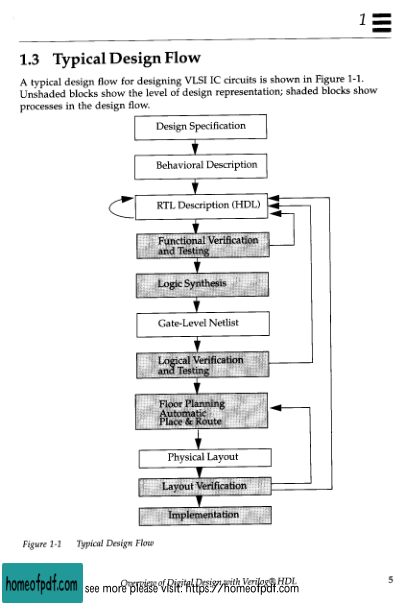 1
1.3 Typical Design Flow
A typical design flow for designing VLSI IC circuits is shown in Figure 1-1.
Unshaded blocks show the level of design representation; shaded blocks show
processes in the design flow.
Design Specification
Behavioral Description
RTL Description (HDL)
Functional Verification
and Testing
Logic Synthesis
Gate-Level Netlist
Logical Verification
and Testing
Floor Planning
Automatic
Place & Route
Physical Layout
Layout Verification
Implementation
Figure 1-1 Typical Design Flow
Overview of Digital Design with Verilog® HDL
5
homeofpdf.com
see more please visit: https://homeofpdf.com